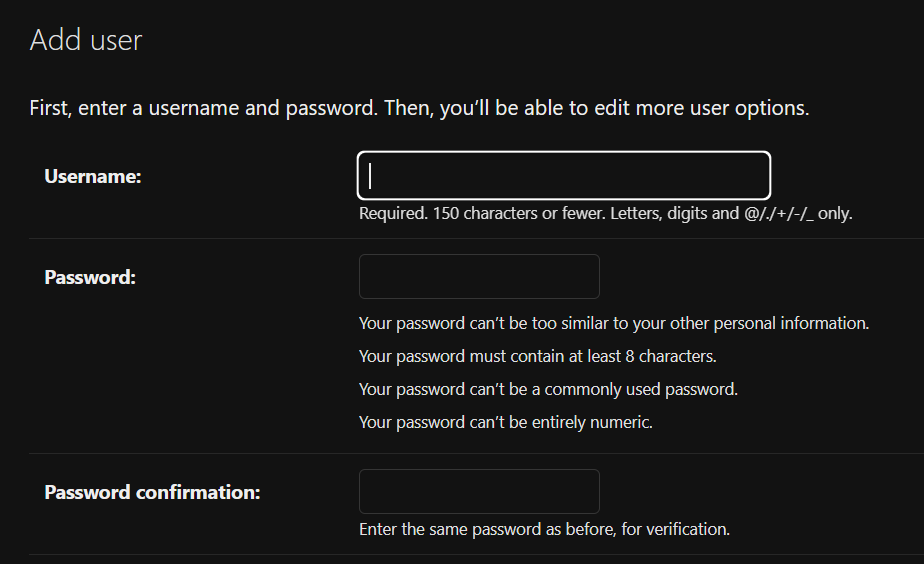 Add user
First, enter a username and password. Then, you’ll be able to edit more user options.
Username:
Required. 150 characters or fewer. Letters, digits and @/./+/-/_ only.
Password:
Your password can’t be too similar to your other personal information.
Your password must contain at least 8 characters.
Your password can’t be a commonly used password.
Your password can’t be entirely numeric.
Password confirmation:
Enter the same password as before, for verification.